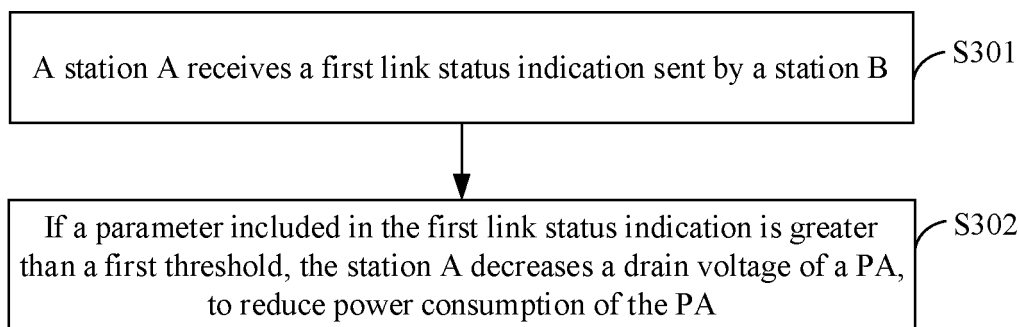 A station A receives a first link status indication sent by a station B
S301
If a parameter included in the first link status indication is greater
than a first threshold, the station A decreases a drain voltage of a PA,
to reduce power consumption of the PA
S302